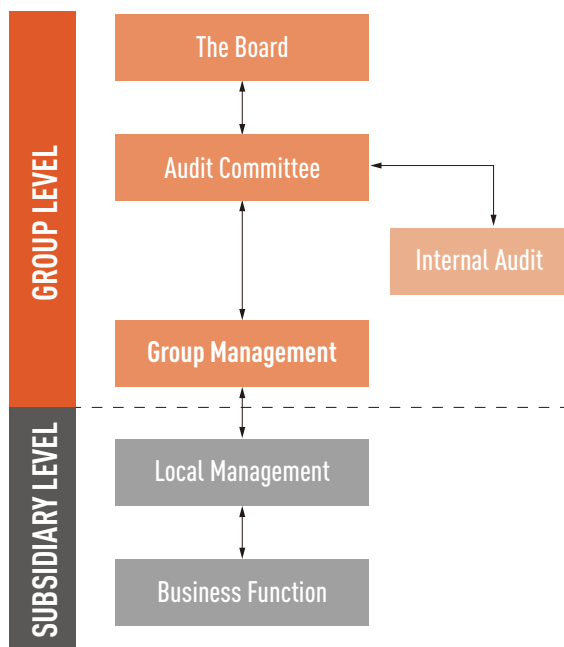 GROUP LEVEL
The Board
Audit Committee
Internal Audit
Group Management
SUBSIDIARY LEVEL
Local Management
Business Function